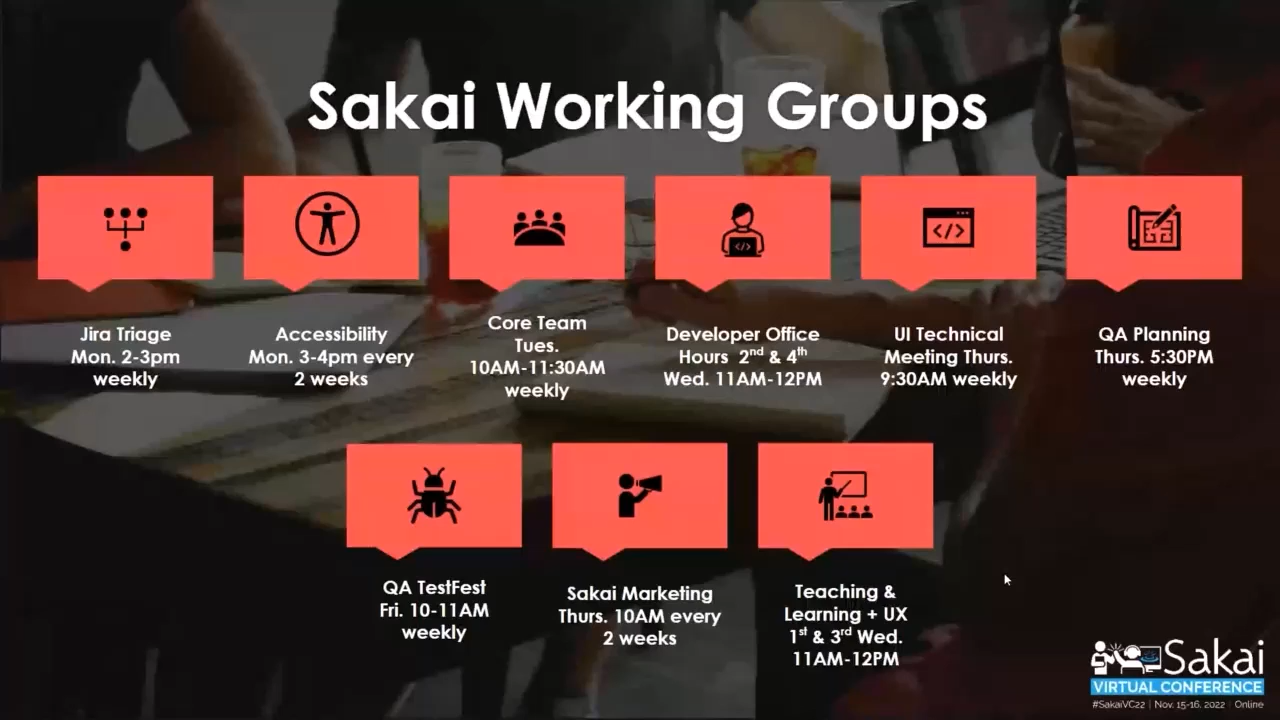 Sakai Working Groups
Jira Triage
Mon. 2-3pm
weekly
Accessibility
Mon. 3-4pm every
2 weeks
Core Team
Tues.
10AM-11:30AM
weekly
Developer Office
Hours 2nd & 4th
Wed. 11AM-12PM
UI Technical
Meeting Thurs.
9:30AM weekly
QA Planning
Thurs. 5:30PM
weekly
QA TestFest
Fri. 10-11AM
weekly
Sakai Marketing
Thurs. 10AM every
2 weeks
Teaching &
Learning + UX
1st & 3rd Wed.
11AM-12PM
Sakai
VIRTUAL CONFERENCE
#SakaiVC22 | Nov. 15-16, 2022 | Online